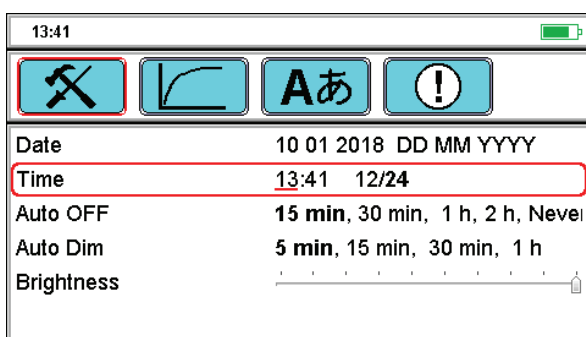 13:41
Aあ !
Date 10 01 2018 DD MM YYYY
Time 13:41 12/24
Auto OFF 15 min, 30 min, 1 h, 2 h, Never
Auto Dim 5 min, 15 min, 30 min, 1 h
Brightness